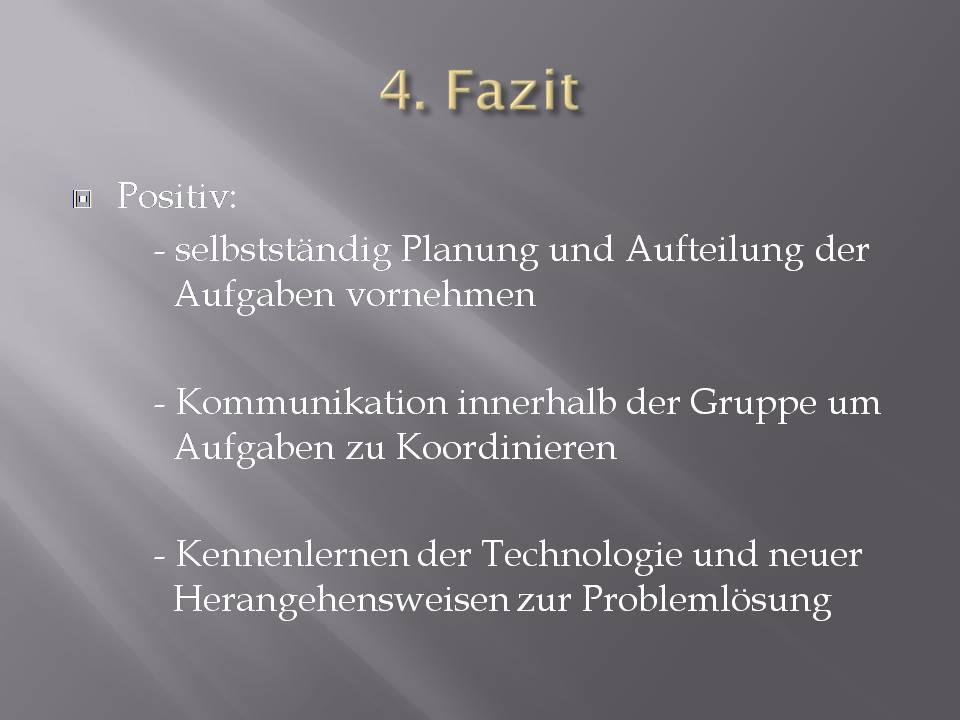 4. Fazit
Positiv:
- selbstständig Planung und Aufteilung der
Aufgaben vornehmen
- Kommunikation innerhalb der Gruppe um
Aufgaben zu Koordinieren
- Kennenlernen der Technologie und neuer
Herangehensweisen zur Problemlösung